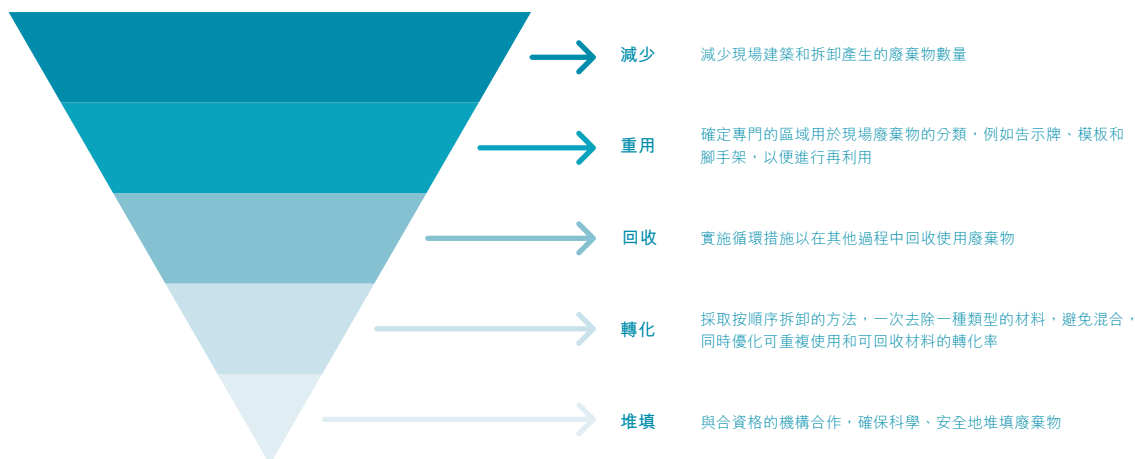 減少
減少現場建築和拆卸產生的廢棄物數量
重用
確定專門的區域用於現場廢棄物的分類，例如告示牌、模板和
腳手架，以便進行再利用
回收
實施循環措施以在其他過程中回收使用廢棄物
轉化
採取按順序拆卸的方法，一次去除一種類型的材料，避免混合，
同時優化可重複使用和可回收材料的轉化率
堆填
與合資格的機構合作，確保科學、安全地堆填廢棄物